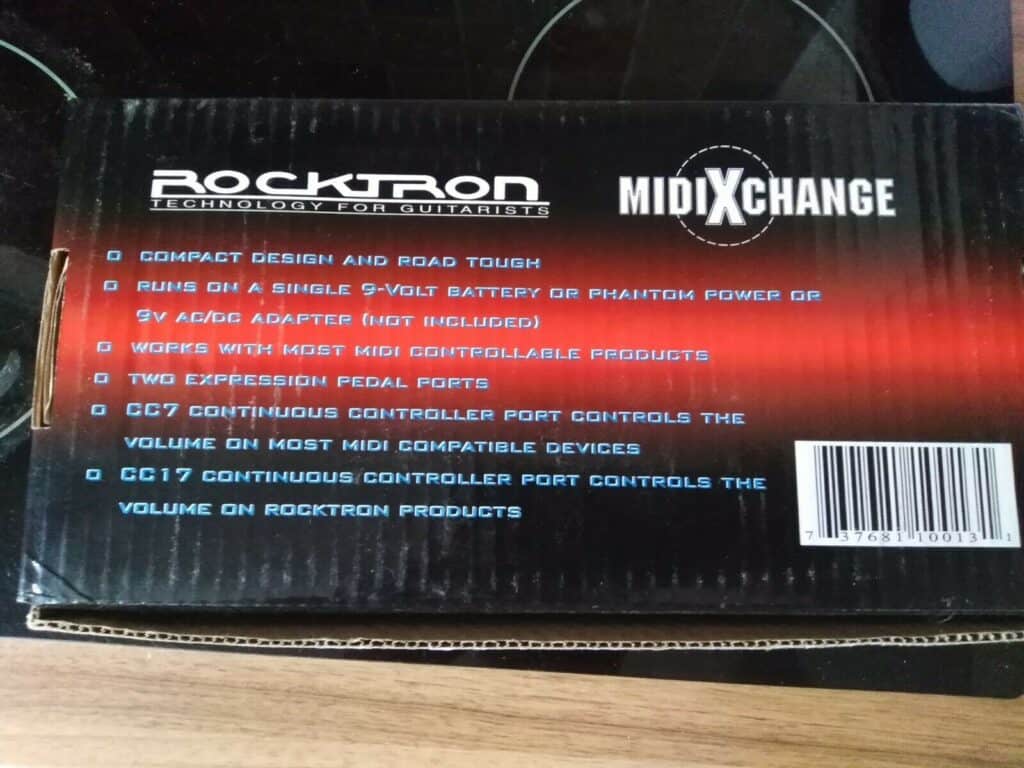 ROCKTRON
TECHNOLOGY FOR GUITARISTS
MIDIXCHANGE
COMPACT DESIGN AND ROAD TOUGH
RUNS ON A SINGLE 9-VOLT BATTERY OR PHANTOM POWER OR
9V AC/DC ADAPTER (NOT INCLUDED)
WORKS WITH MOST MIDI CONTROLLABLE PRODUCTS
TWO EXPRESSION PEDAL PORTS
CC7 CONTINUOUS CONTROLLER PORT CONTROLS THE
VOLUME ON MOST MIDI COMPATIBLE DEVICES
CC17 CONTINUOUS CONTROLLER PORT CONTROLS THE
VOLUME ON ROCKTRON PRODUCTS
7 37681 10013 1